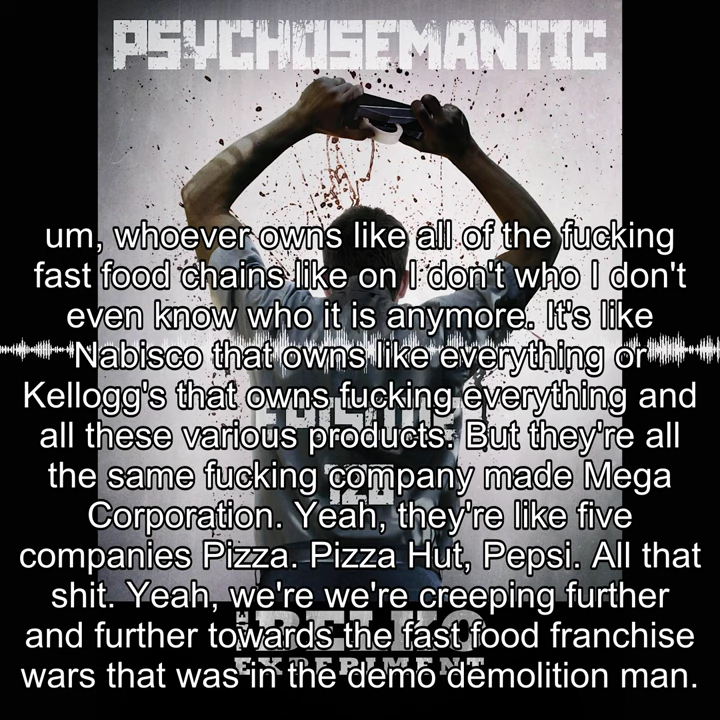 PSYCHOSEMANTIC
um, whoever owns like all of the fucking
fast food chains like on I don't who I don't
even know who it is anymore. It's like
Nabisco that owns like everything or
Kellogg's that owns fucking everything and
all these various products. But they're all
the same fucking company made Mega
Corporation. Yeah, they're like five
companies Pizza. Pizza Hut, Pepsi. All that
shit. Yeah, we're we're creeping further
and further towards the fast food franchise
wars that was in the demo demolition man.
THE BELKO
EXPERIMENT